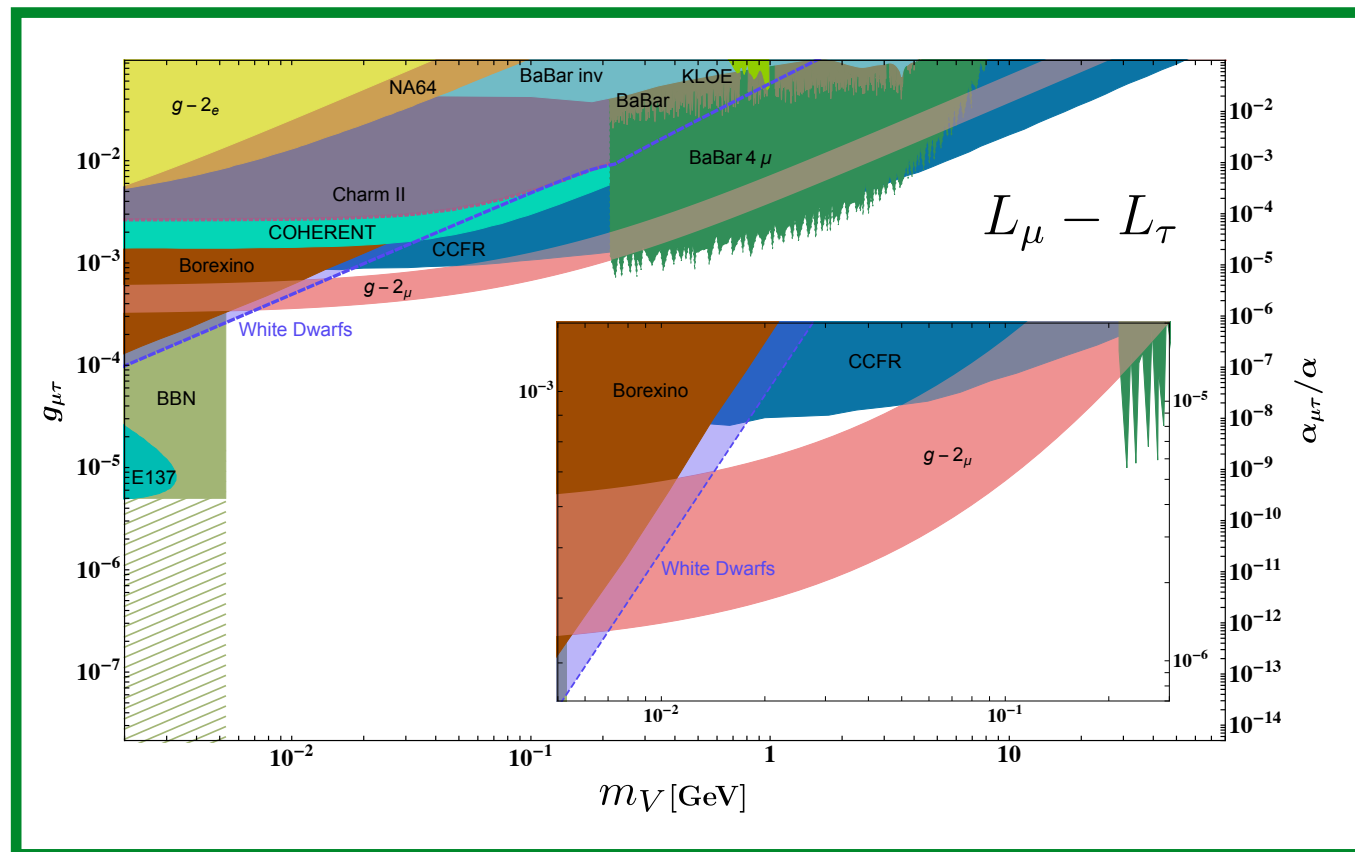 BaBar inv
KLOE
NA64
BaBar
g − 2ₑ
10⁻²
10⁻²
BaBar 4 μ
10⁻³
Charm II
L_μ − L_τ
10⁻⁴
COHERENT
10⁻³
CCFR
Borexino
10⁻⁵
g − 2_μ
10⁻⁶
White Dwarfs
10⁻⁴
10⁻⁷
CCFR
BBN
10⁻³
Borexino
10⁻⁵
10⁻⁸
g_μτ
α_μτ/α
10⁻⁵
E137
g − 2_μ
10⁻⁹
10⁻¹⁰
10⁻⁶
White Dwarfs
10⁻¹¹
10⁻¹²
10⁻⁷
10⁻⁶
10⁻¹³
10⁻² 10⁻¹
10⁻¹⁴
10⁻² 10⁻¹ 1 10
m_V [GeV]